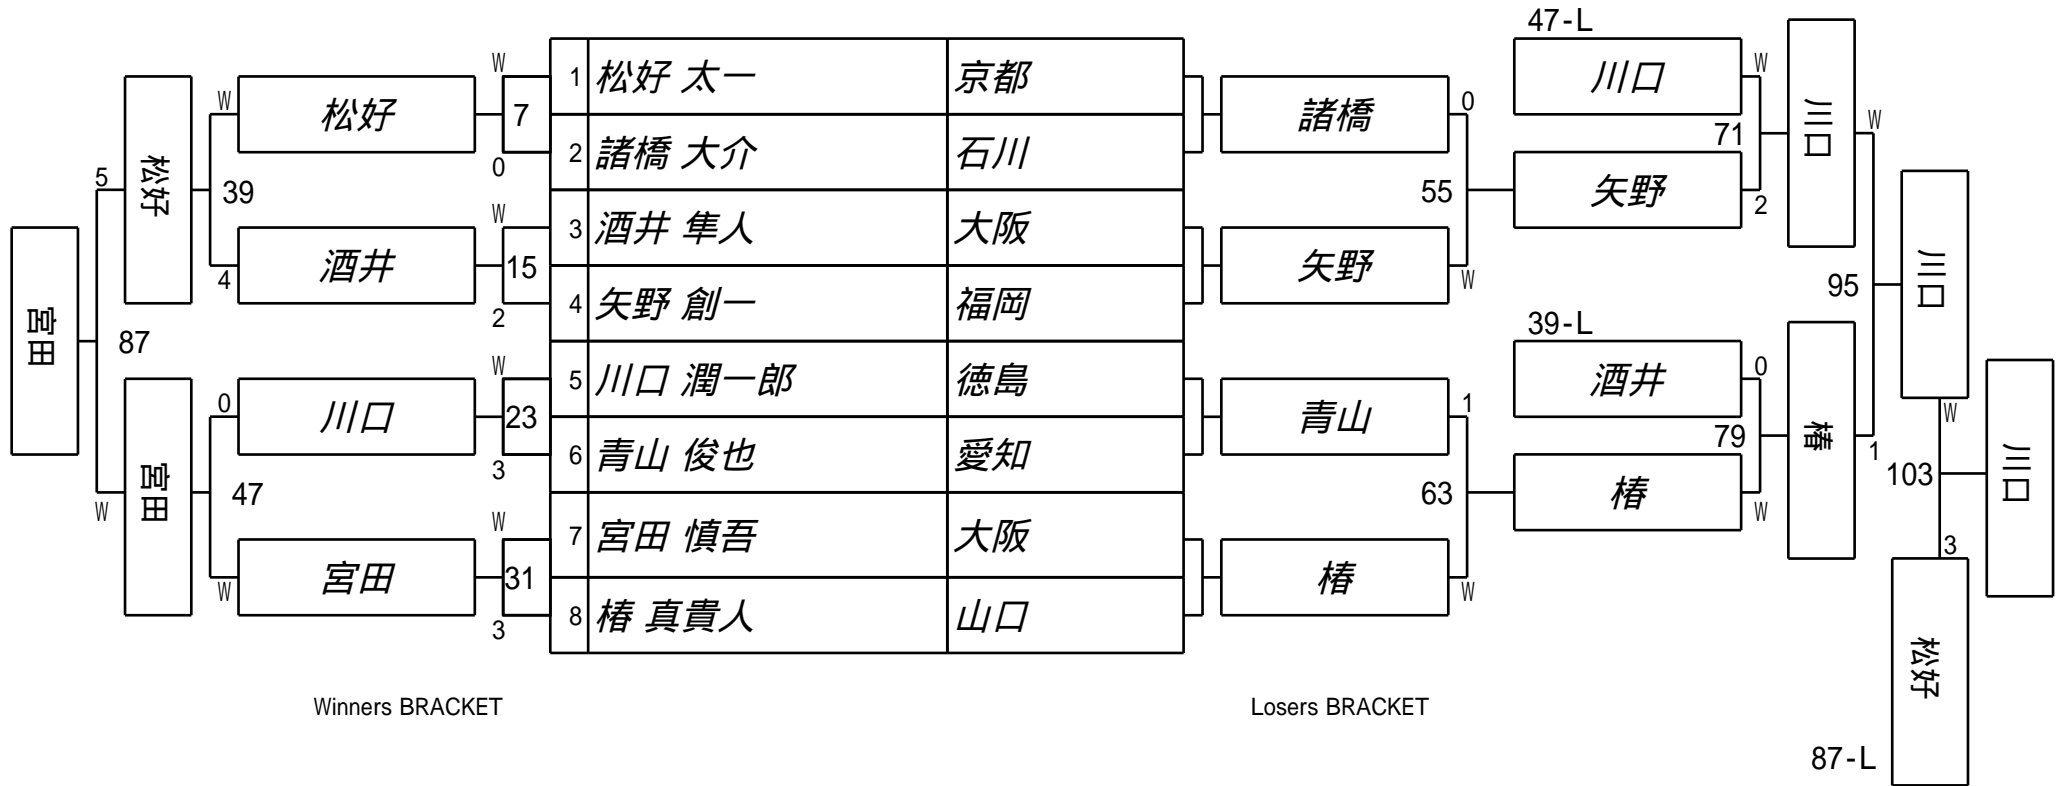 47-L
1 松好 太一 京都
2 諸橋 大介 石川
3 酒井 隼人 大阪
4 矢野 創一 福岡
5 川口 潤一郎 徳島
6 青山 俊也 愛知
7 宮田 慎吾 大阪
8 椿 真貴人 山口
W
松好
7
0
W
酒井
15
2
W
川口
23
3
W
宮田
31
3
W
松好
39
4
0
宮田
47
W
5
宮田
87
W
Winners BRACKET
諸橋
0
55
矢野
W
青山
1
63
椿
W
川口
W
71
矢野
2
39-L
酒井
0
79
椿
W
川口
W
95
椿
1
川口
W
103
3
松好
87-L
川口
Losers BRACKET